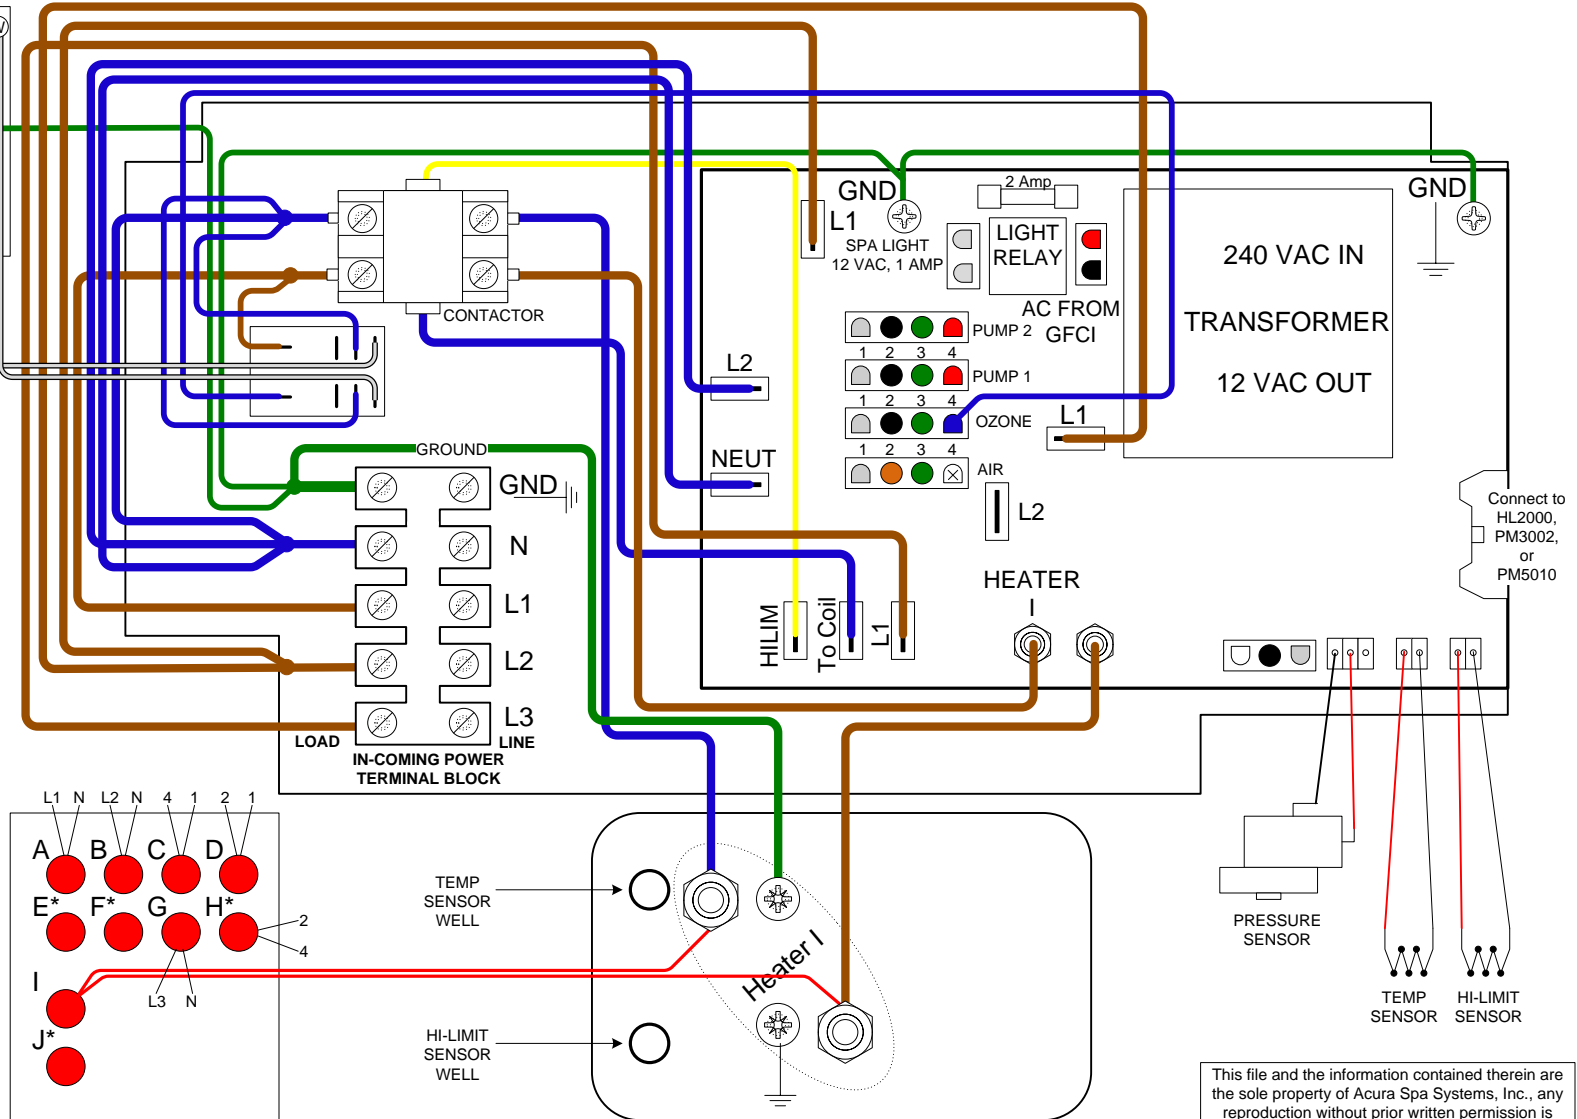 GND
2 Amp
GND
L1
SPA LIGHT
12 VAC, 1 AMP
LIGHT
RELAY
240 VAC IN
CONTACTOR
AC FROM
GFCI
TRANSFORMER
PUMP 2
1 2 3 4
L2
PUMP 1
12 VAC OUT
1 2 3 4
OZONE
L1
GROUND
1 2 3 4
NEUT
AIR
GND
L2
Connect to
HL2000,
PM3002,
or
PM5010
N
HEATER
I
L1
HILIM
To Coil
L1
L2
L3
LOAD
LINE
IN-COMING POWER
TERMINAL BLOCK
L1 N L2 N 4 1 2 1
A B C D
E* F* G H*
2
4
I
L3 N
J*
TEMP
SENSOR
WELL
Heater I
HI-LIMIT
SENSOR
WELL
PRESSURE
SENSOR
TEMP
SENSOR
HI-LIMIT
SENSOR
This file and the information contained therein are
the sole property of Acura Spa Systems, Inc., any
reproduction without prior written permission is